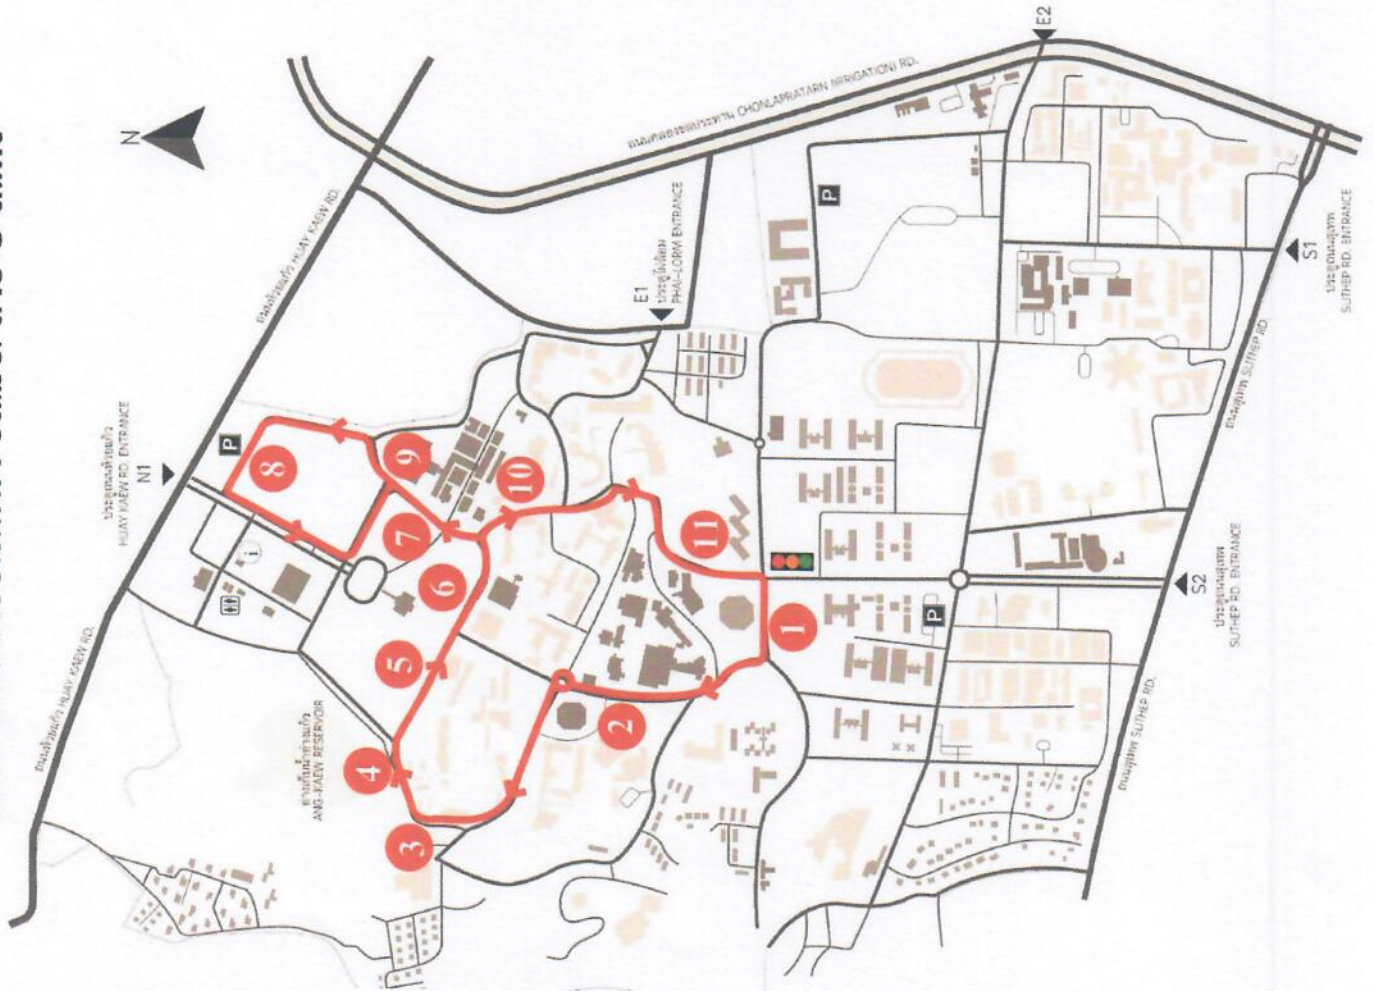 N
ถนนห้วยแก้ว HUAY KAEW RD.
ถนนห้วยแก้ว HUAY KAEW RD.
ประตูถนนห้วยแก้ว
HUAY KAEW RD. ENTRANCE
N1
P
8
9
10
7
6
i
5
4
3
อ่างเก็บน้ำอ่างแก้ว
ANG-KAEW RESERVOIR
2
1
11
P
E1
ประตูไผ่ล้อม
PHAI-LORM ENTRANCE
P
ถนนคลองชลประทาน CHONLAPRATARN (IRRIGATION) RD.
E2
S1
ประตูถนนสุเทพ
SUTHEP RD. ENTRANCE
ถนนสุเทพ SUTHEP RD
S2
ประตูถนนสุเทพ
SUTHEP RD. ENTRANCE
ถนนสุเทพ SUTHEP RD.